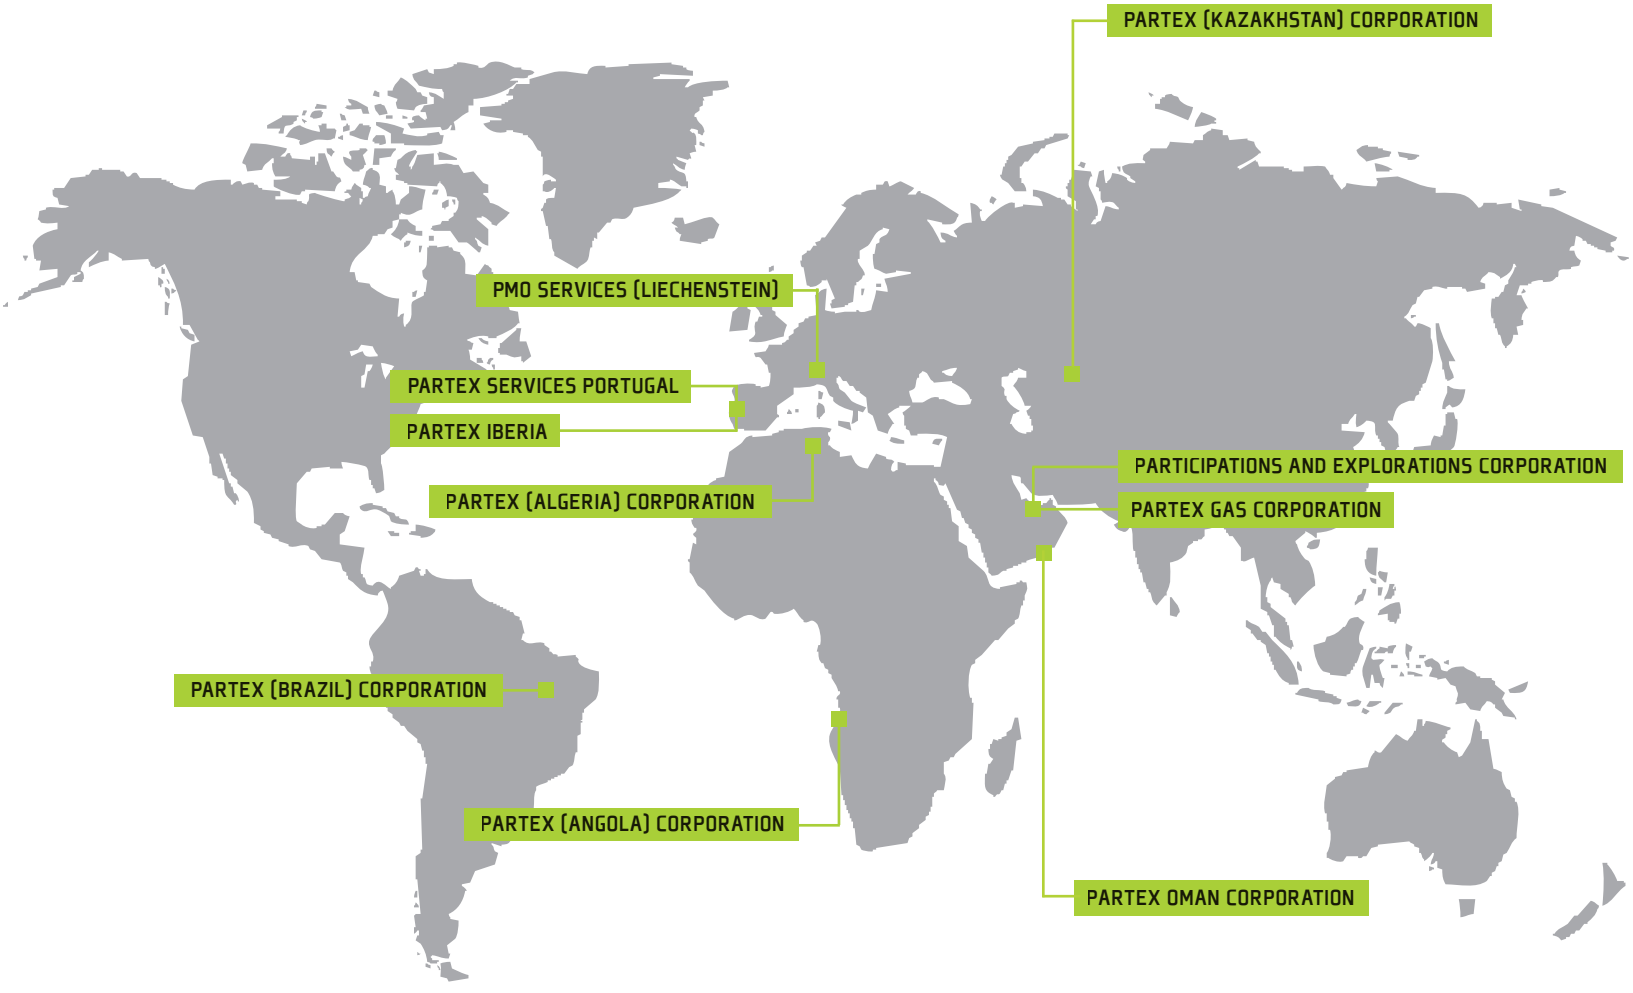 PARTEX (KAZAKHSTAN) CORPORATION
PMO SERVICES (LIECHENSTEIN)
PARTEX SERVICES PORTUGAL
PARTEX IBERIA
PARTICIPATIONS AND EXPLORATIONS CORPORATION
PARTEX (ALGERIA) CORPORATION
PARTEX GAS CORPORATION
PARTEX (BRAZIL) CORPORATION
PARTEX (ANGOLA) CORPORATION
PARTEX OMAN CORPORATION